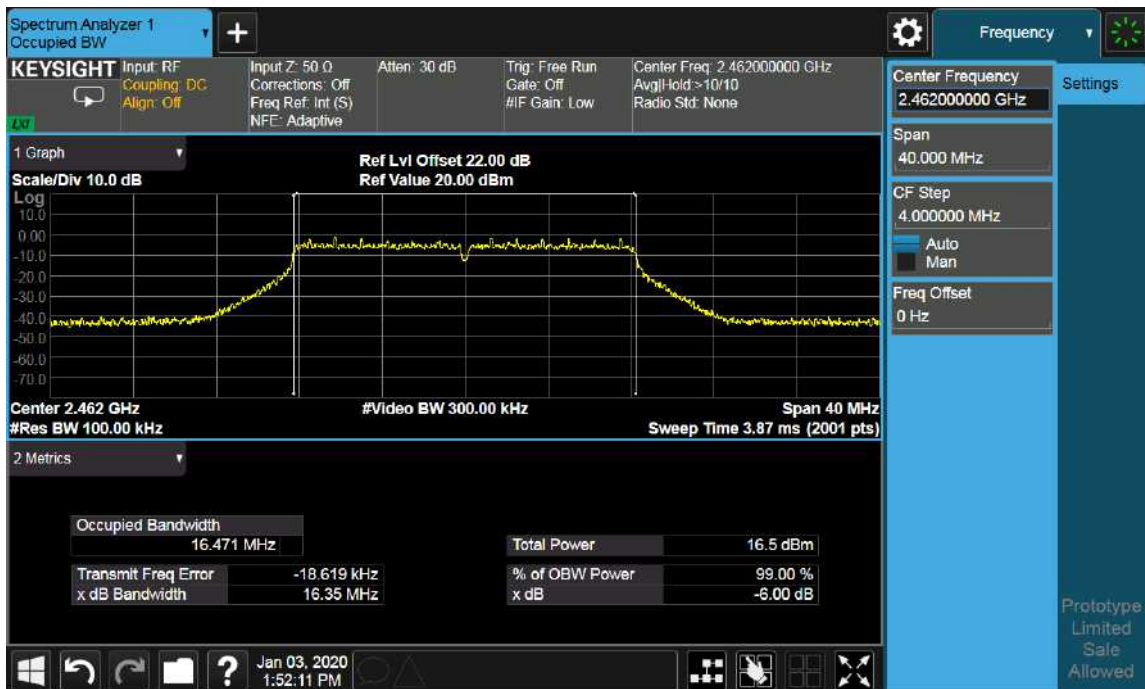 Spectrum Analyzer 1
Occupied BW
Frequency
KEYSIGHT
Input: RF
Coupling: DC
Align: Off
Input Z: 50 Ω
Corrections: Off
Freq Ref: Int (S)
NFE: Adaptive
Atten: 30 dB
Trig: Free Run
Gate: Off
#IF Gain: Low
Center Freq: 2.462000000 GHz
Avg|Hold:>10/10
Radio Std: None
LXI
1 Graph
Ref Lvl Offset 22.00 dB
Scale/Div 10.0 dB
Ref Value 20.00 dBm
Log
10.0
0.00
-10.0
-20.0
-30.0
-40.0
-50.0
-60.0
-70.0
Center 2.462 GHz
#Video BW 300.00 kHz
Span 40 MHz
#Res BW 100.00 kHz
Sweep Time 3.87 ms (2001 pts)
2 Metrics
Occupied Bandwidth
16.471 MHz
Total Power
16.5 dBm
Transmit Freq Error
-18.619 kHz
% of OBW Power
99.00 %
x dB Bandwidth
16.35 MHz
x dB
-6.00 dB
Center Frequency
2.462000000 GHz
Settings
Span
40.000 MHz
CF Step
4.000000 MHz
Auto
Man
Freq Offset
0 Hz
Prototype
Limited
Sale
Allowed
?
Jan 03, 2020
1:52:11 PM